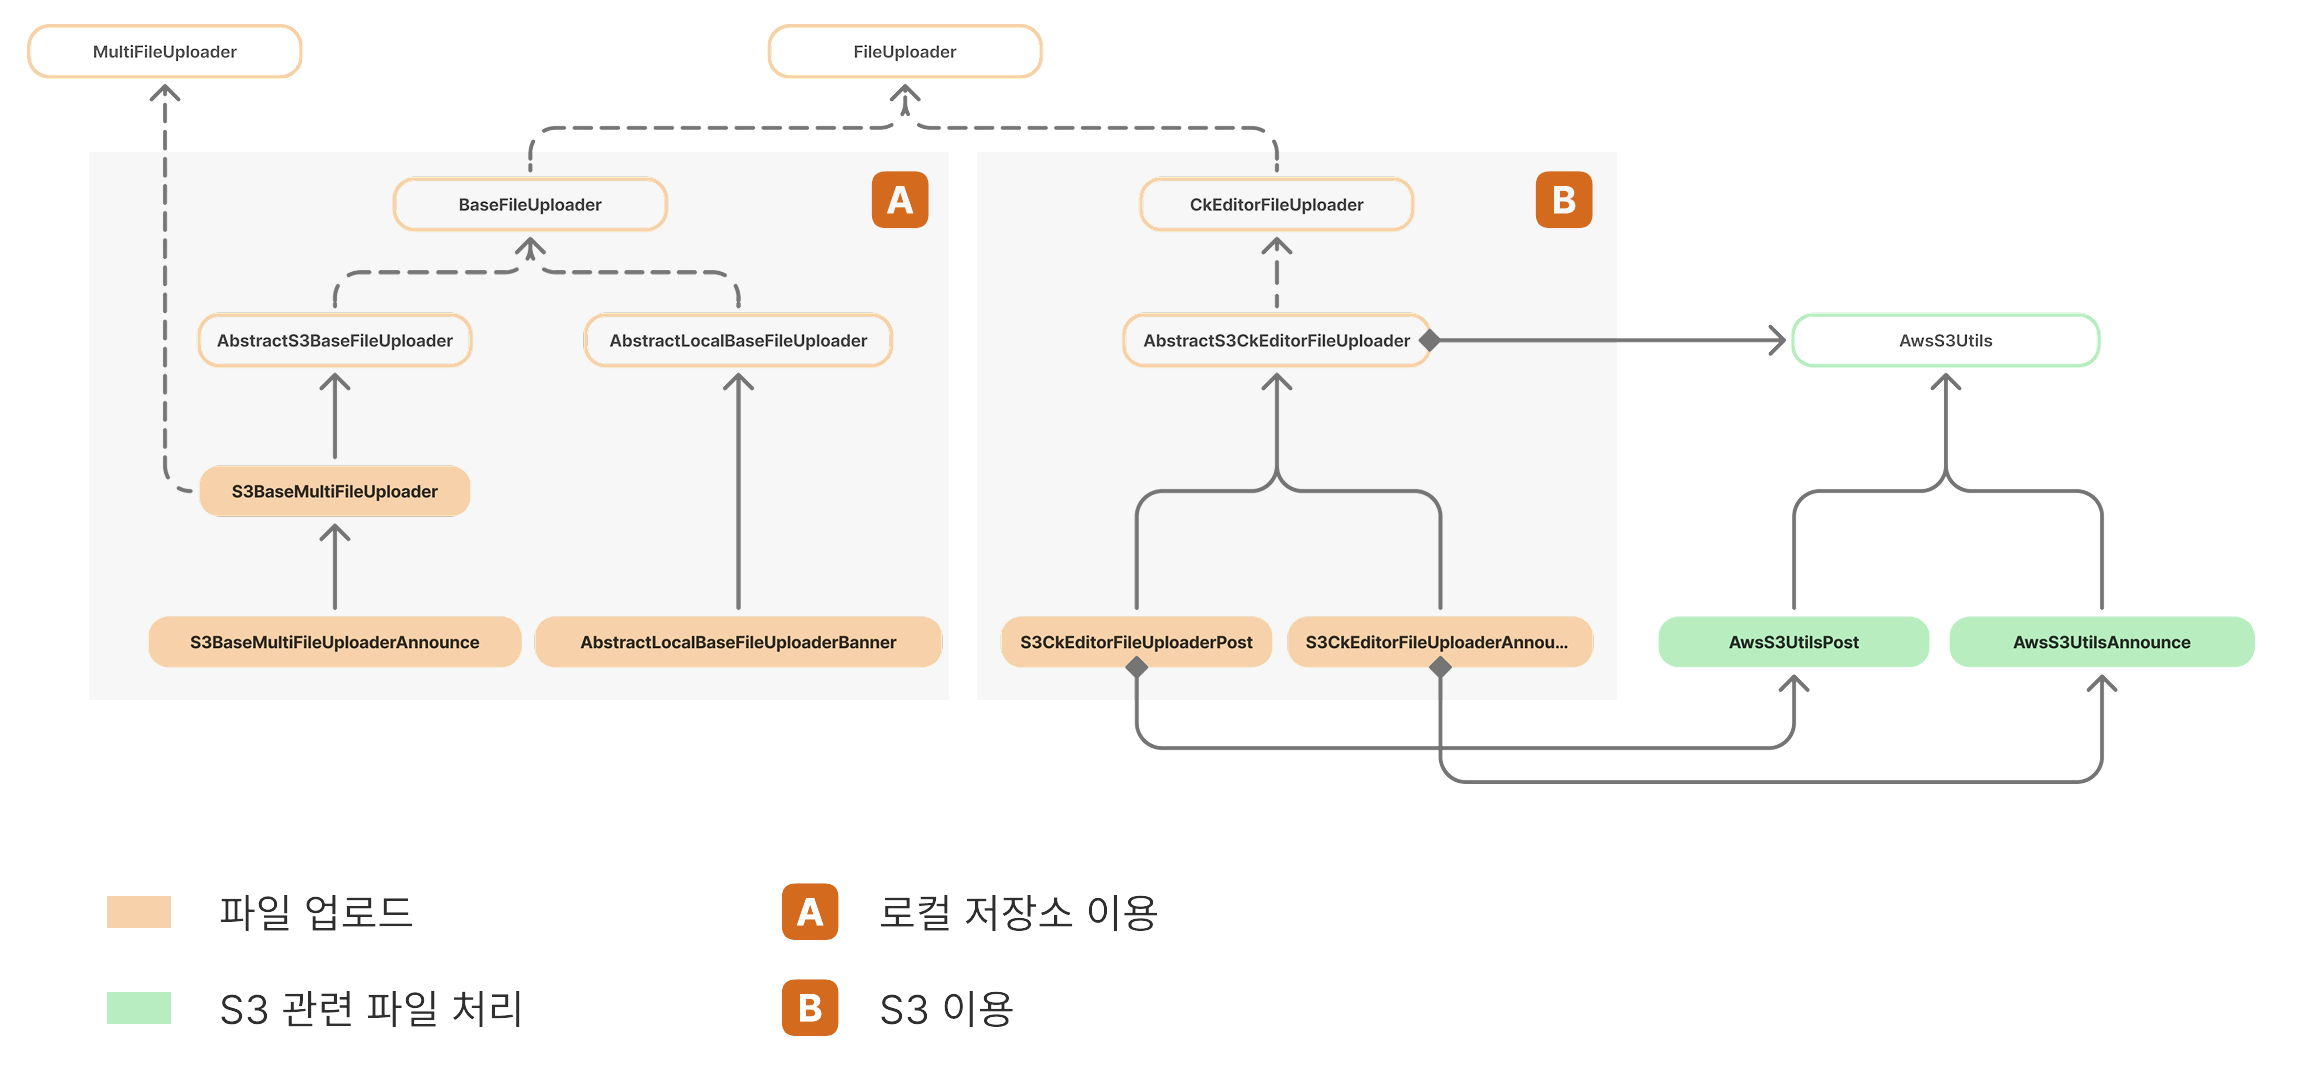 MultiFileUploader
FileUploader
A
B
BaseFileUploader
CkEditorFileUploader
AbstractS3BaseFileUploader
AbstractLocalBaseFileUploader
AbstractS3CkEditorFileUploader
AwsS3Utils
S3BaseMultiFileUploader
S3BaseMultiFileUploaderAnnounce
AbstractLocalBaseFileUploaderBanner
S3CkEditorFileUploaderPost
S3CkEditorFileUploaderAnnou...
AwsS3UtilsPost
AwsS3UtilsAnnounce
파일 업로드
A 로컬 저장소 이용
S3 관련 파일 처리
B S3 이용